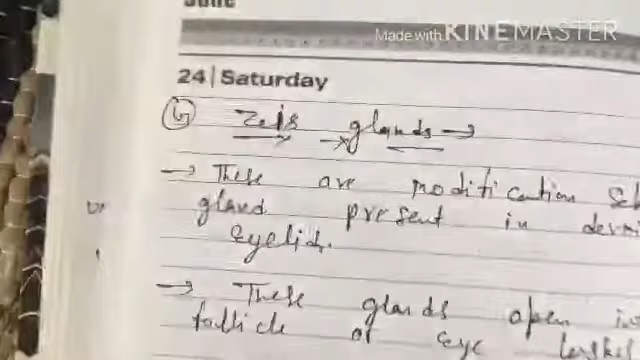 June
Made with KINEMASTER
24 | Saturday
Zeis glands →
→ These are modification
gland present in
eyelid.
→ These glands open
follicle of eye